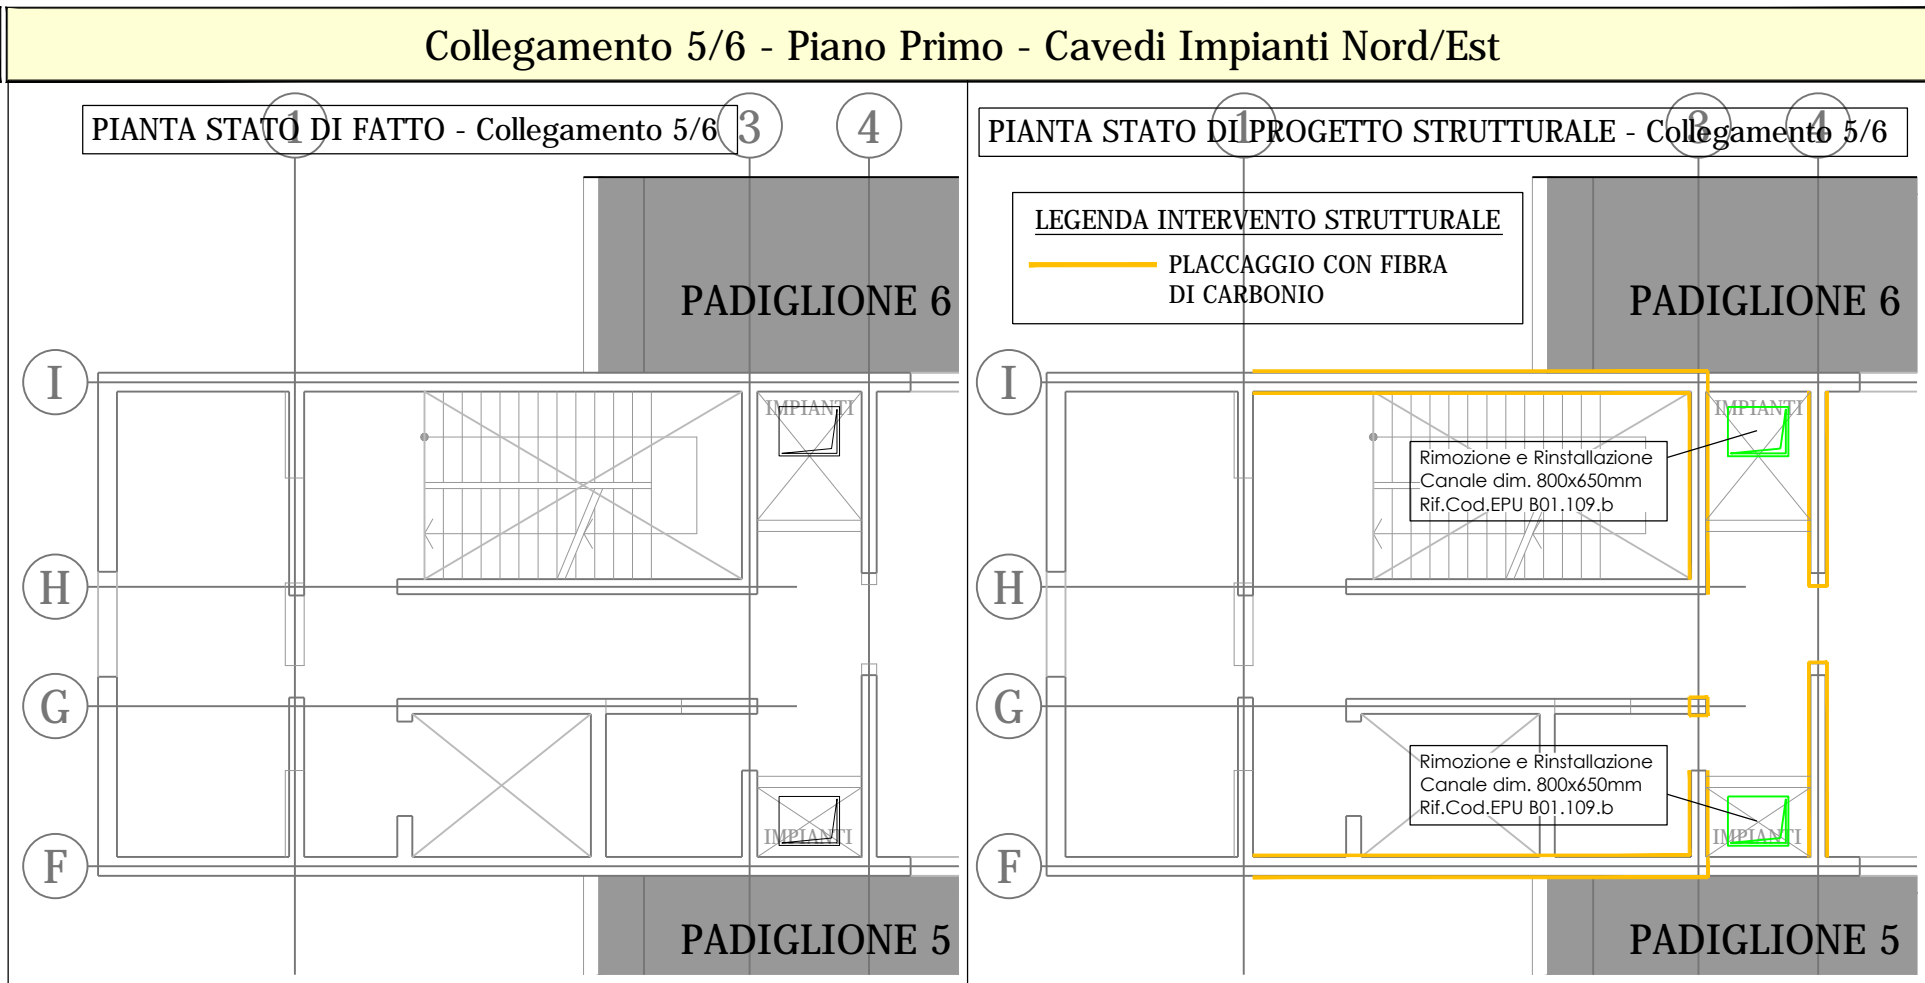 Collegamento 5/6 - Piano Primo - Cavedi Impianti Nord/Est
PIANTA STATO DI FATTO - Collegamento 5/6
1
3
4
PADIGLIONE 6
I
IMPIANTI
H
G
IMPIANTI
F
PADIGLIONE 5
PIANTA STATO DI PROGETTO STRUTTURALE - Collegamento 5/6
1
3
4
LEGENDA INTERVENTO STRUTTURALE
PLACCAGGIO CON FIBRA
DI CARBONIO
PADIGLIONE 6
I
IMPIANTI
Rimozione e Rinstallazione
Canale dim. 800x650mm
Rif.Cod.EPU B01.109.b
H
G
Rimozione e Rinstallazione
Canale dim. 800x650mm
Rif.Cod.EPU B01.109.b
IMPIANTI
F
PADIGLIONE 5